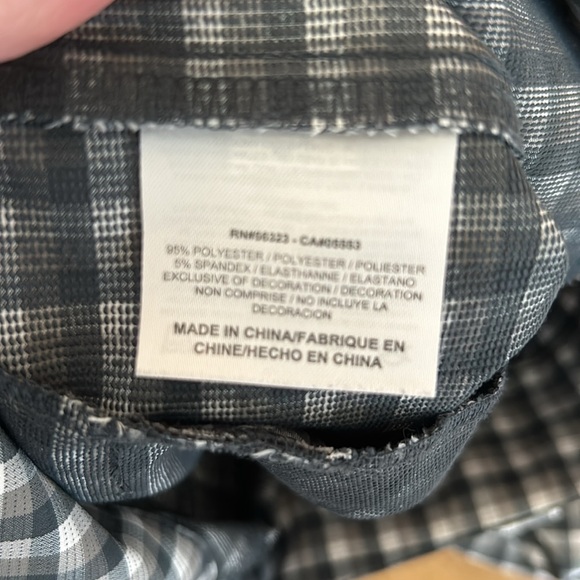 RN#56323 - CA#05553
95% POLYESTER / POLYESTER / POLIESTER
5% SPANDEX / ELASTHANNE / ELASTANO
EXCLUSIVE OF DECORATION / DECORATION
NON COMPRISE / NO INCLUYE LA
DECORACION
MADE IN CHINA/FABRIQUE EN
CHINE/HECHO EN CHINA